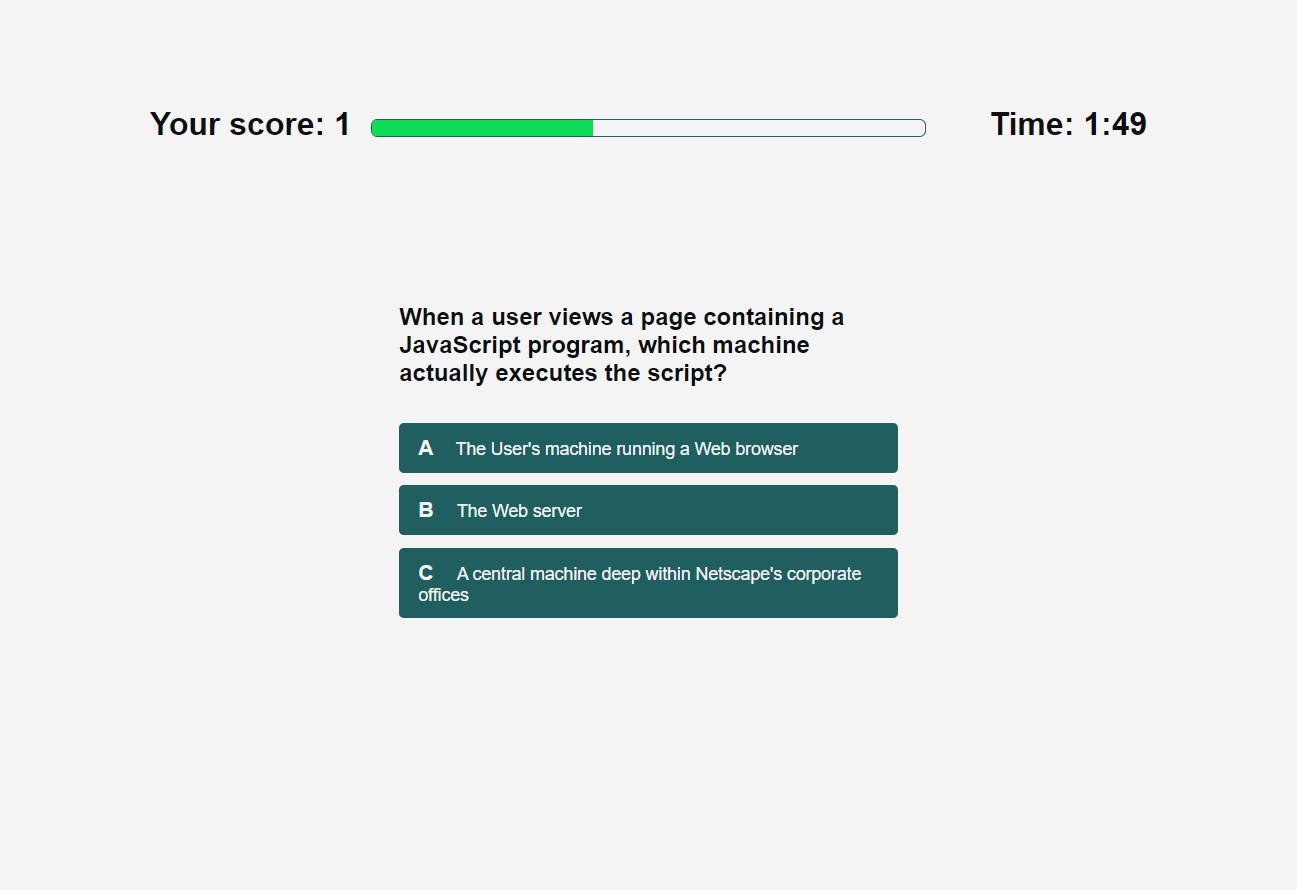 Your score: 1
Time: 1:49
When a user views a page containing a
JavaScript program, which machine
actually executes the script?
A The User's machine running a Web browser
B The Web server
C A central machine deep within Netscape's corporate
offices